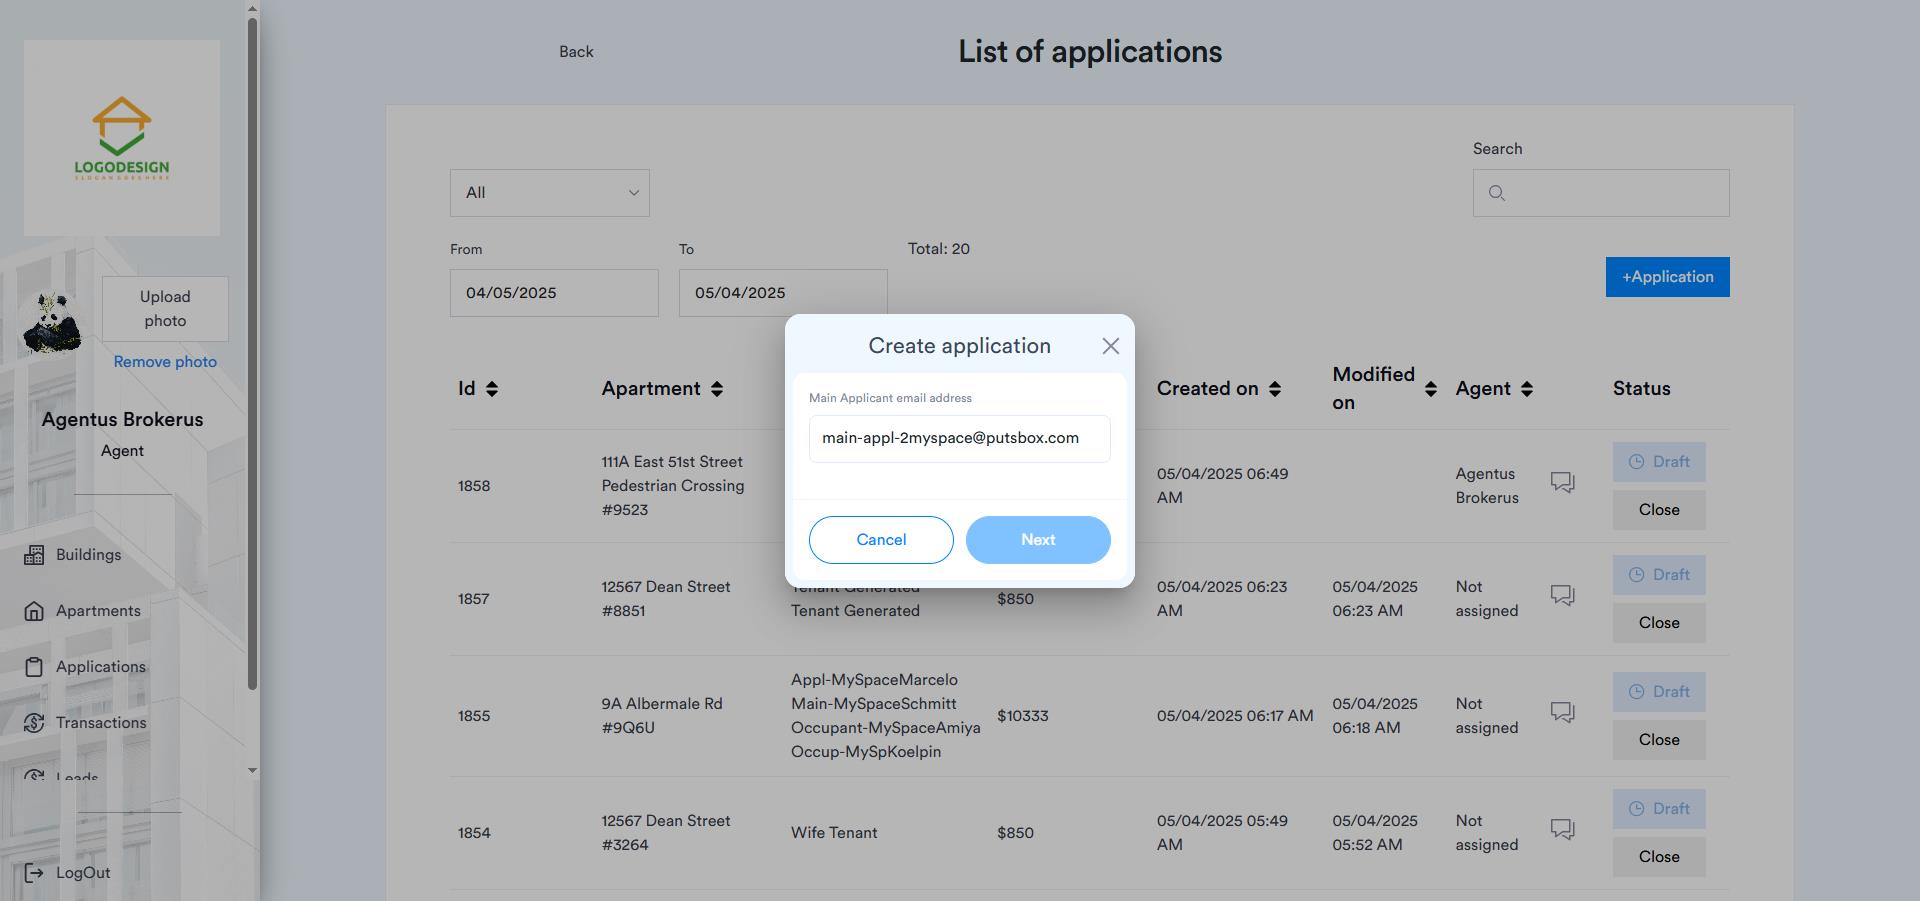 LOGODESIGN
SLOGAN GOES HERE
Upload
photo
Remove photo
Agentus Brokerus
Agent
Buildings
Apartments
Applications
Transactions
Leads
LogOut
Back
List of applications
Search
All
From
To
Total: 20
04/05/2025
05/04/2025
+Application
Create application
Main Applicant email address
main-appl-2myspace@putsbox.com
Cancel
Next
Id
Apartment
Created on
Modified
on
Agent
Status
1858
111A East 51st Street
Pedestrian Crossing
#9523
05/04/2025 06:49
AM
Agentus
Brokerus
Draft
Close
1857
12567 Dean Street
#8851
Tenant Generated
Tenant Generated
$850
05/04/2025 06:23
AM
05/04/2025
06:23 AM
Not
assigned
Draft
Close
1855
9A Albermale Rd
#9Q6U
Appl-MySpaceMarcelo
Main-MySpaceSchmitt
Occupant-MySpaceAmiya
Occup-MySpKoelpin
$10333
05/04/2025 06:17 AM
05/04/2025
06:18 AM
Not
assigned
Draft
Close
1854
12567 Dean Street
#3264
Wife Tenant
$850
05/04/2025 05:49
AM
05/04/2025
05:52 AM
Not
assigned
Draft
Close